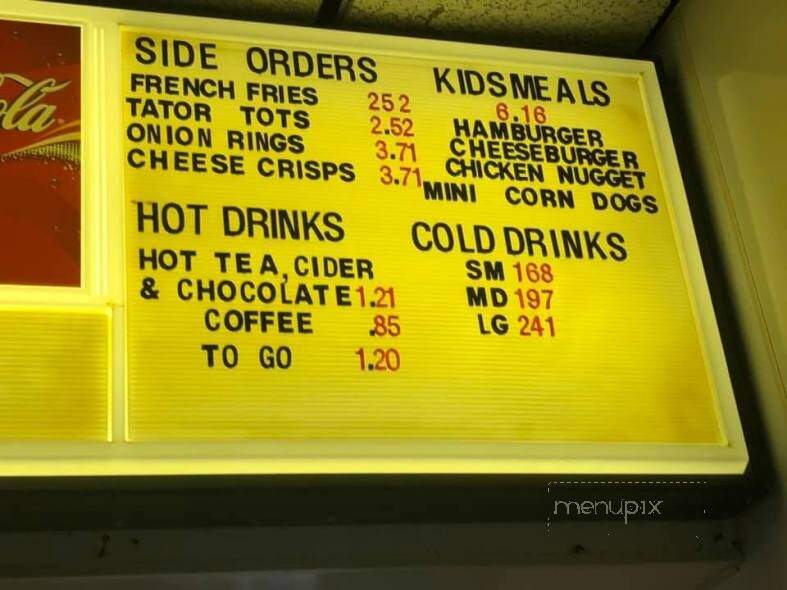 la
SIDE ORDERS
FRENCH FRIES 252
TATOR TOTS 2.52
ONION RINGS 3.71
CHEESE CRISPS 3.71
KIDSMEALS
6.16
HAMBURGER
CHEESEBURGER
CHICKEN NUGGET
MINI CORN DOGS
HOT DRINKS
HOT TEA, CIDER
& CHOCOLATE 1.21
COFFEE .85
TO GO 1.20
COLD DRINKS
SM 168
MD 197
LG 241
menupix